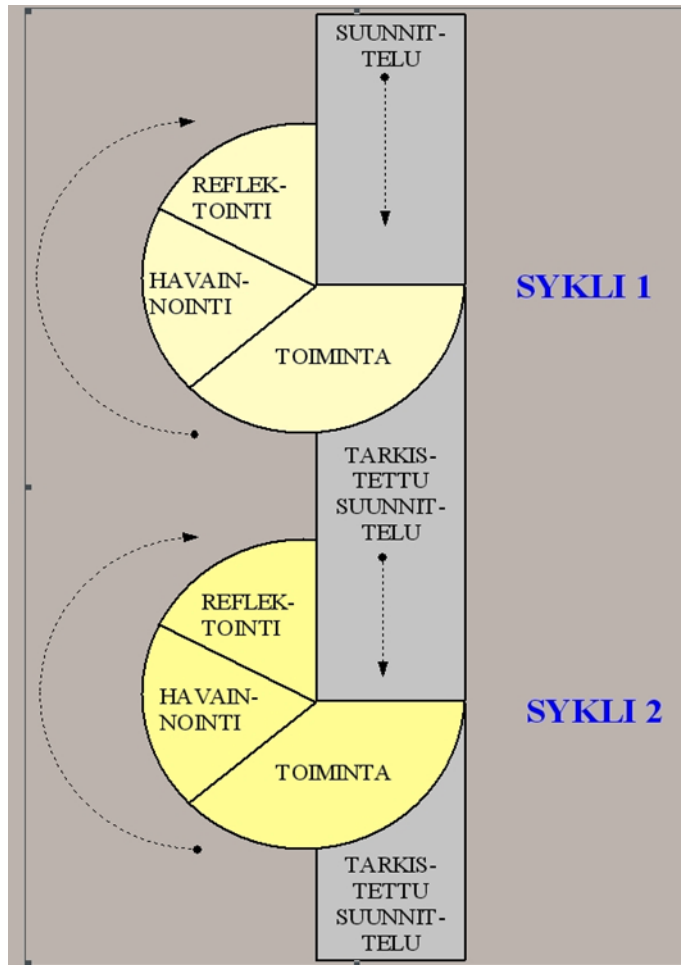 SUUNNIT-
TELU
REFLEK-
TOINTI
HAVAIN-
NOINTI
SYKLI 1
TOIMINTA
TARKIS-
TETTU
SUUNNIT-
TELU
REFLEK-
TOINTI
HAVAIN-
NOINTI
SYKLI 2
TOIMINTA
TARKIS-
TETTU
SUUNNIT-
TELU